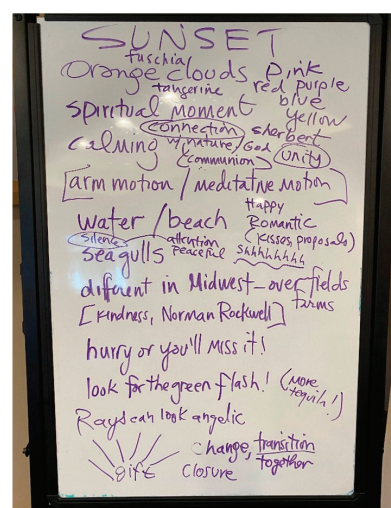 SUNSET
fuschia
Orange clouds Pink
tangerine red purple
blue
spiritual moment yellow
connection sherbert
calming w/nature/God
communion unity
[arm motion / meditative motion]
Happy
water / beach Romantic
(kisses, proposals)
silence attention
seagulls Peaceful Shhhhhhhh
different in Midwest - over fields
farms
[Kindness, Norman Rockwell]
hurry or you'll miss it!
look for the green flash! (more tequila!)
Rays can look angelic
gift change, transition
closure together